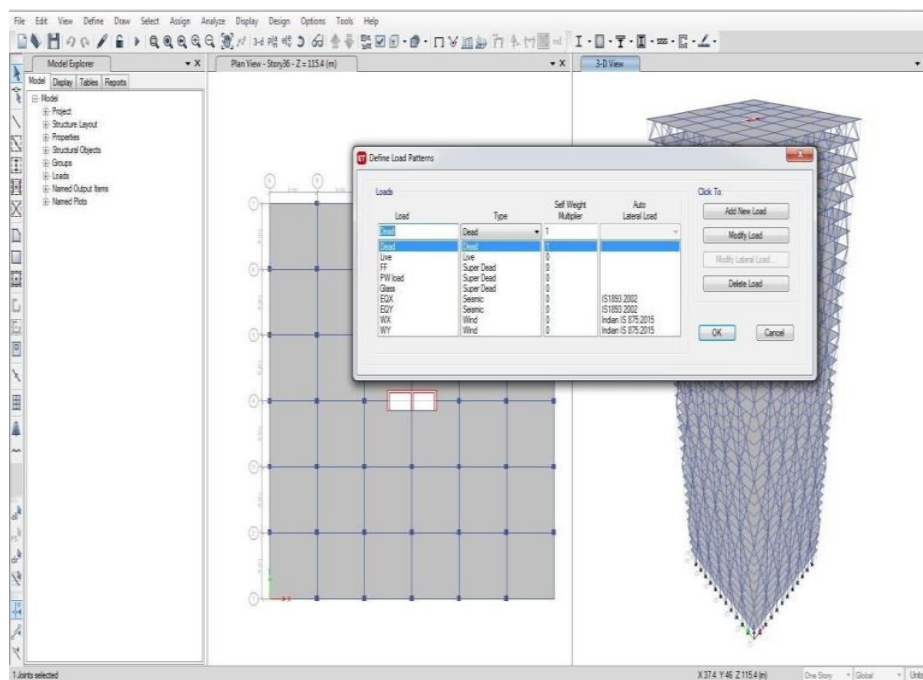 File Edit View Define Draw Select Assign Analyze Display Design Options Tools Help
Model Explorer
Plan View - Story36 - Z = 115.4 (m)
3-D View
Model Display Tables Reports
Model
Project
Structure Layout
Properties
Structural Objects
Groups
Loads
Named Output Items
Named Plots
Define Load Patterns
Loads
Click To:
Load Type Self Weight Multiplier Auto Lateral Load
Dead Dead 1
Dead Dead 1
Live Live 0
FF Super Dead 0
PW load Super Dead 0
Glass Super Dead 0
EQX Seismic 0 IS1893 2002
EQY Seismic 0 IS1893 2002
WX Wind 0 Indian IS 875:2015
WY Wind 0 Indian IS 875:2015
Add New Load
Modify Load
Modify Lateral Load...
Delete Load
OK Cancel
1 Joints selected
X 37.4 Y 46 Z 115.4 (m)
One Story Global